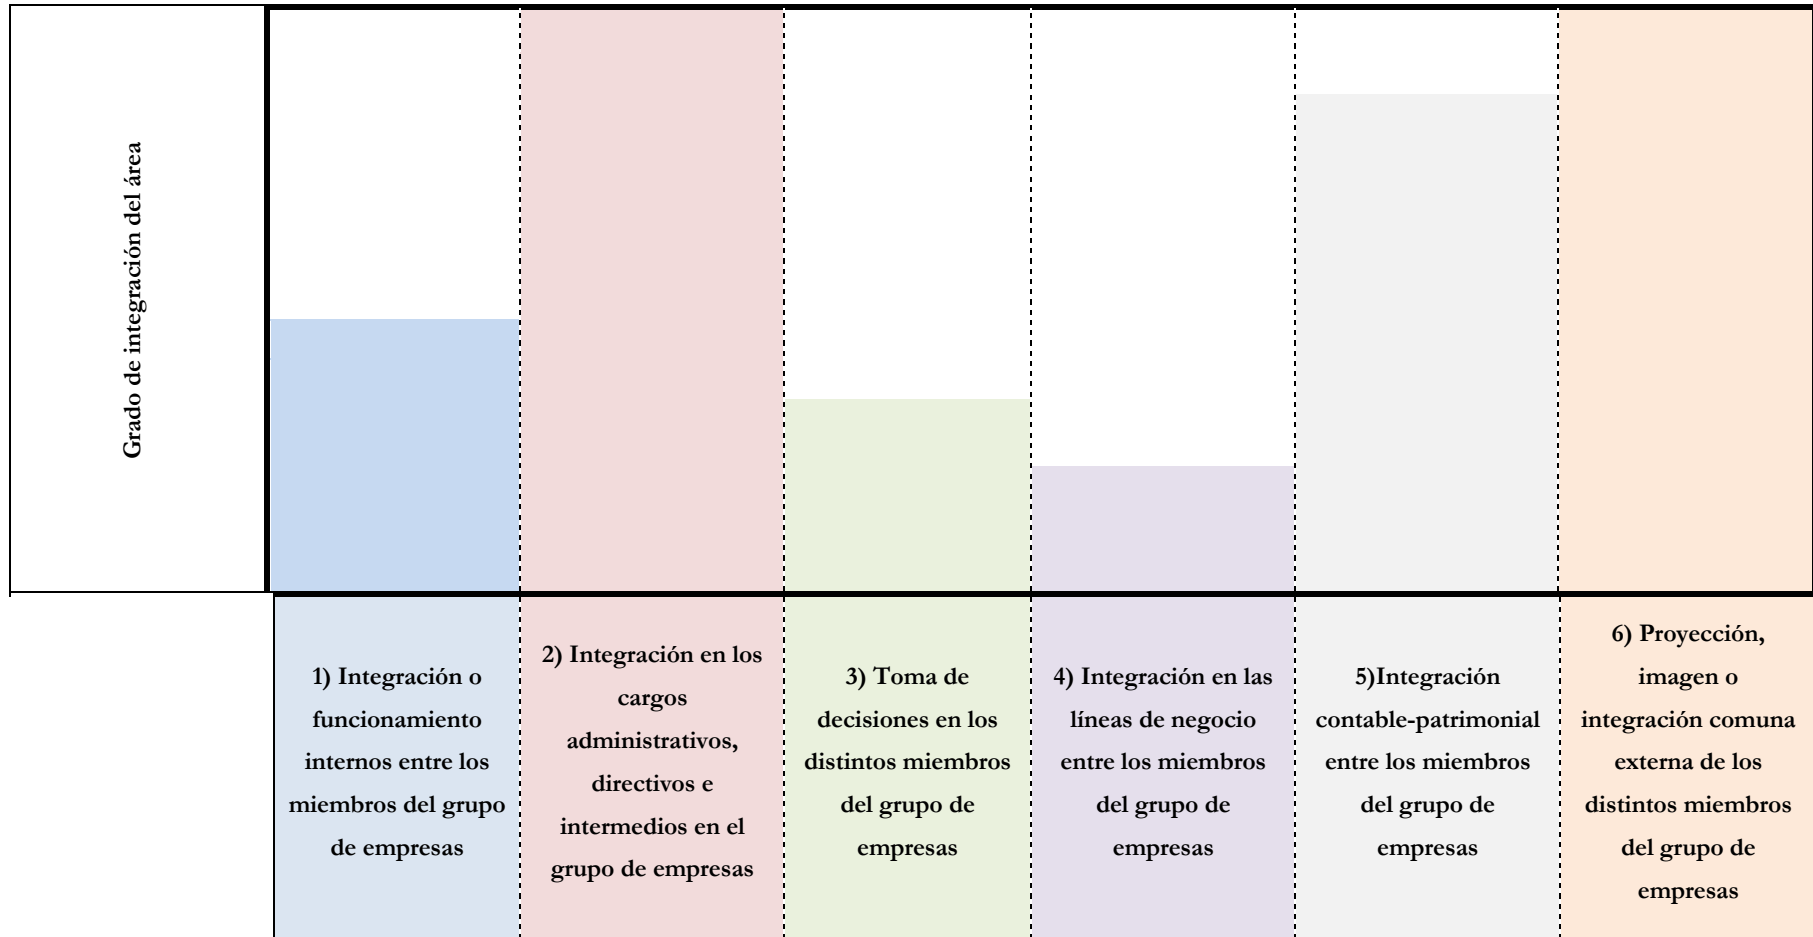 Grado de integración del área
1) Integración o
funcionamiento
internos entre los
miembros del grupo
de empresas
2) Integración en los
cargos
administrativos,
directivos e
intermedios en el
grupo de empresas
3) Toma de
decisiones en los
distintos miembros
del grupo de
empresas
4) Integración en las
líneas de negocio
entre los miembros
del grupo de
empresas
5)Integración
contable-patrimonial
entre los miembros
del grupo de
empresas
6) Proyección,
imagen o
integración comuna
externa de los
distintos miembros
del grupo de
empresas